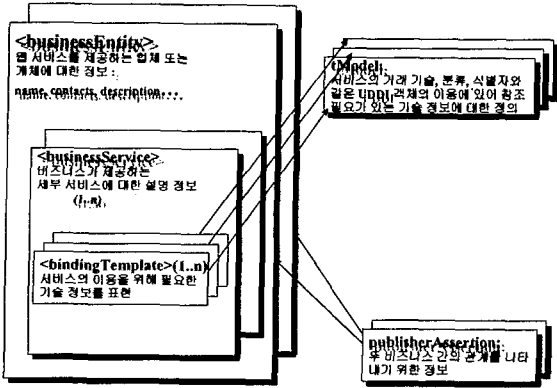 <businessEntity>
웹 서비스를 제공하는 업체 또는
개체에 대한 정보 :
name, contacts, description...
<businessService>
비즈니스가 제공하는
세부 서비스에 대한 설명 정보
(1..n)
<bindingTemplate>(1..n)
서비스의 이용을 위해 필요한
기술 정보를 표현
tModel:
서비스의 거래 기술, 분류, 식별자와
같은 UDDI 객체의 이용에 있어 참조
필요가 있는 기술 정보에 대한 정의
publisherAssertion:
두 비즈니스 간의 관계를 나타
내기 위한 정보